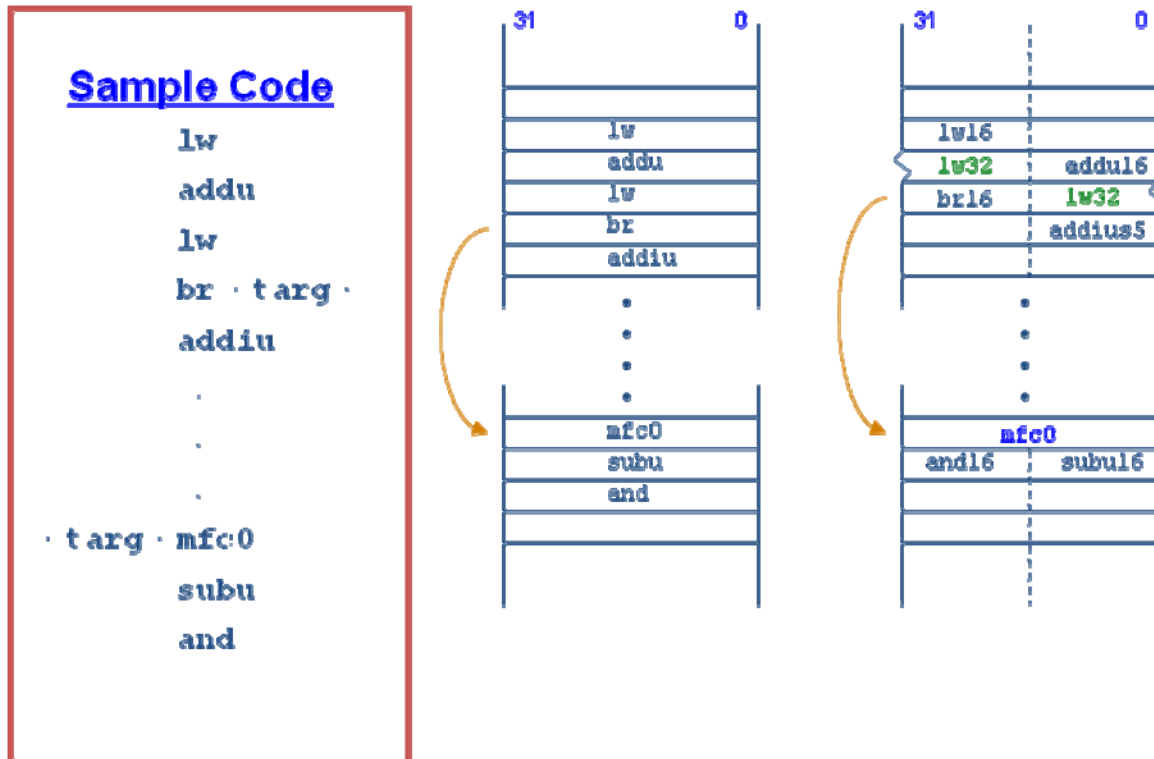 Sample Code
lw
addu
lw
br · targ ·
addiu
· targ · mfc0
subu
and
31 0
lw
addu
lw
br
addiu
mfc0
subu
and
31 0
lw16
lw32 addu16
br16 lw32
addius5
mfc0
and16 subu16